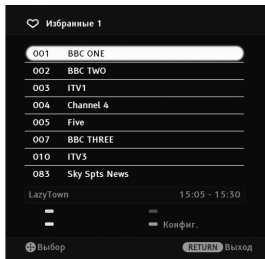 Избранные 1
001 BBC ONE
002 BBC TWO
003 ITV1
004 Channel 4
005 Five
007 BBC THREE
010 ITV3
083 Sky Spts News
LazyTown 15:05 - 15:30
Конфиг.
Выбор RETURN Выход